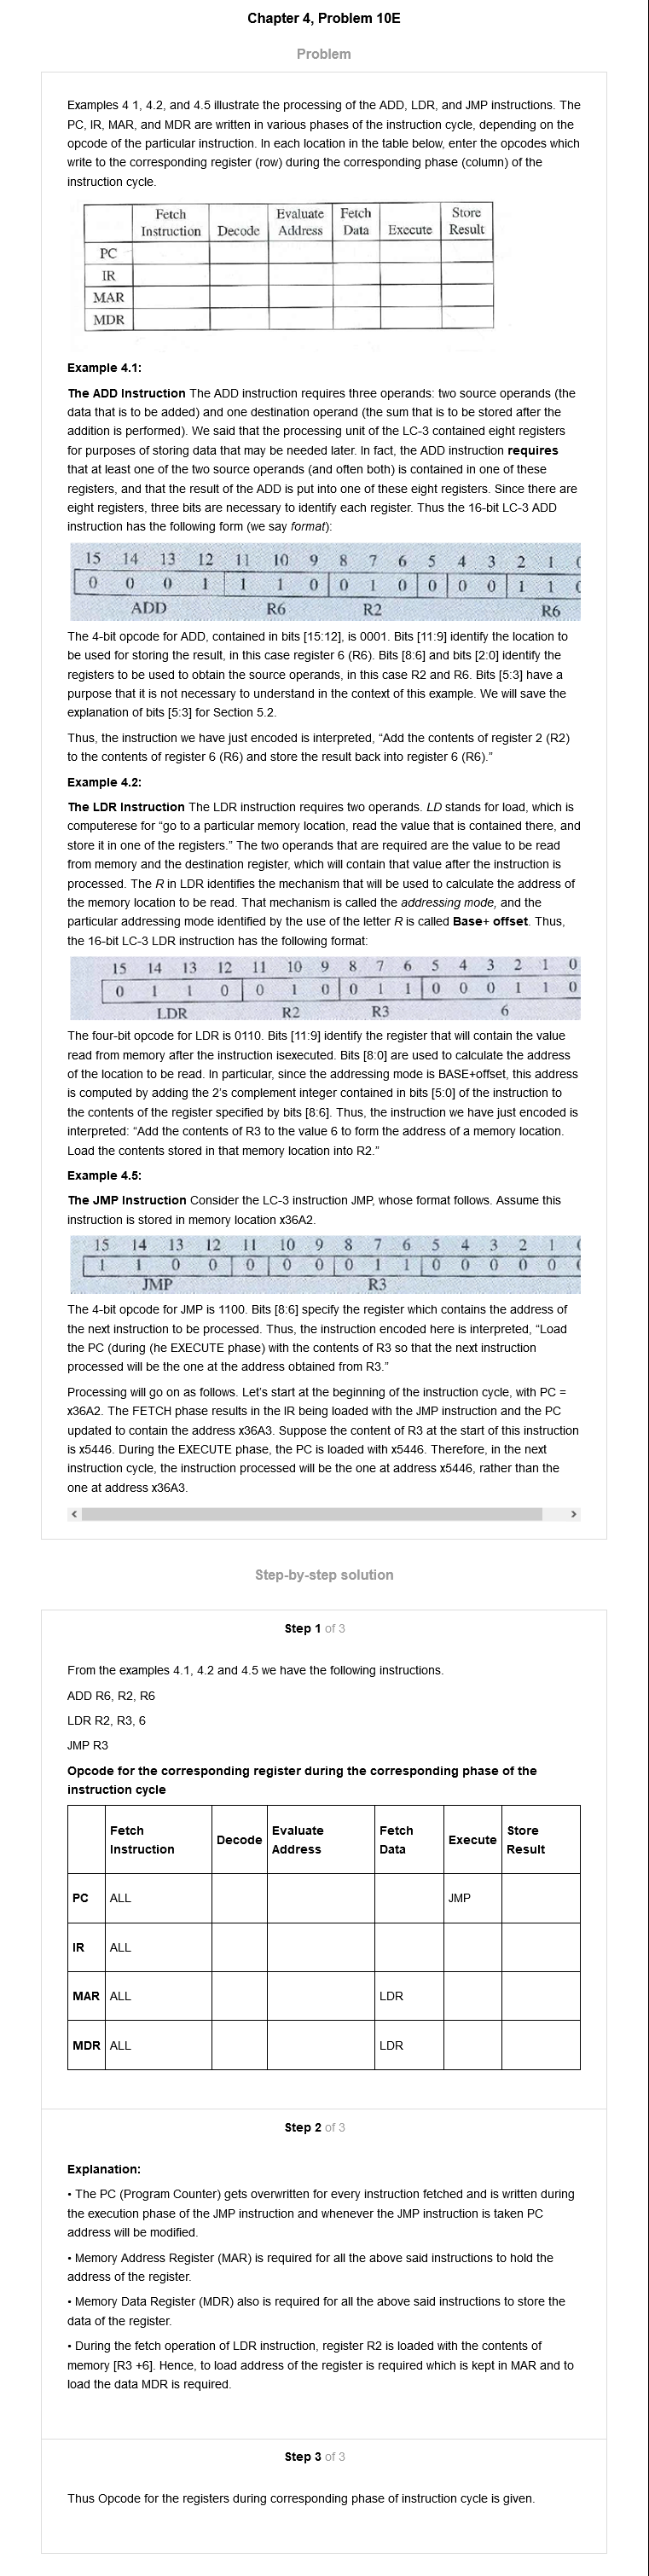 Chapter 4, Problem 10E
Problem
Examples 4 1, 4.2, and 4.5 illustrate the processing of the ADD, LDR, and JMP instructions. The
PC, IR, MAR, and MDR are written in various phases of the instruction cycle, depending on the
opcode of the particular instruction. In each location in the table below, enter the opcodes which
write to the corresponding register (row) during the corresponding phase (column) of the
instruction cycle.
Fetch Instruction Decode Evaluate Address Fetch Data Execute Store Result
PC
IR
MAR
MDR
Example 4.1:
The ADD Instruction The ADD instruction requires three operands: two source operands (the
data that is to be added) and one destination operand (the sum that is to be stored after the
addition is performed). We said that the processing unit of the LC-3 contained eight registers
for purposes of storing data that may be needed later. In fact, the ADD instruction requires
that at least one of the two source operands (and often both) is contained in one of these
registers, and that the result of the ADD is put into one of these eight registers. Since there are
eight registers, three bits are necessary to identify each register. Thus the 16-bit LC-3 ADD
instruction has the following form (we say format):
15 14 13 12 11 10 9 8 7 6 5 4 3 2 1
0 0 0 1 1 1 0 0 1 0 0 0 0 1 1
ADD R6 R2 R6
The 4-bit opcode for ADD, contained in bits [15:12], is 0001. Bits [11:9] identify the location to
be used for storing the result, in this case register 6 (R6). Bits [8:6] and bits [2:0] identify the
registers to be used to obtain the source operands, in this case R2 and R6. Bits [5:3] have a
purpose that it is not necessary to understand in the context of this example. We will save the
explanation of bits [5:3] for Section 5.2.
Thus, the instruction we have just encoded is interpreted, “Add the contents of register 2 (R2)
to the contents of register 6 (R6) and store the result back into register 6 (R6).”
Example 4.2:
The LDR Instruction The LDR instruction requires two operands. LD stands for load, which is
computerese for “go to a particular memory location, read the value that is contained there, and
store it in one of the registers.” The two operands that are required are the value to be read
from memory and the destination register, which will contain that value after the instruction is
processed. The R in LDR identifies the mechanism that will be used to calculate the address of
the memory location to be read. That mechanism is called the addressing mode, and the
particular addressing mode identified by the use of the letter R is called Base+ offset. Thus,
the 16-bit LC-3 LDR instruction has the following format:
15 14 13 12 11 10 9 8 7 6 5 4 3 2 1 0
0 1 1 0 0 1 0 0 1 1 0 0 0 1 1 0
LDR R2 R3 6
The four-bit opcode for LDR is 0110. Bits [11:9] identify the register that will contain the value
read from memory after the instruction isexecuted. Bits [8:0] are used to calculate the address
of the location to be read. In particular, since the addressing mode is BASE+offset, this address
is computed by adding the 2’s complement integer contained in bits [5:0] of the instruction to
the contents of the register specified by bits [8:6]. Thus, the instruction we have just encoded is
interpreted: “Add the contents of R3 to the value 6 to form the address of a memory location.
Load the contents stored in that memory location into R2.”
Example 4.5:
The JMP Instruction Consider the LC-3 instruction JMP, whose format follows. Assume this
instruction is stored in memory location x36A2.
15 14 13 12 11 10 9 8 7 6 5 4 3 2 1
1 1 0 0 0 0 0 0 1 1 0 0 0 0 0
JMP R3
The 4-bit opcode for JMP is 1100. Bits [8:6] specify the register which contains the address of
the next instruction to be processed. Thus, the instruction encoded here is interpreted, “Load
the PC (during (he EXECUTE phase) with the contents of R3 so that the next instruction
processed will be the one at the address obtained from R3.”
Processing will go on as follows. Let’s start at the beginning of the instruction cycle, with PC =
x36A2. The FETCH phase results in the IR being loaded with the JMP instruction and the PC
updated to contain the address x36A3. Suppose the content of R3 at the start of this instruction
is x5446. During the EXECUTE phase, the PC is loaded with x5446. Therefore, in the next
instruction cycle, the instruction processed will be the one at address x5446, rather than the
one at address x36A3.
Step-by-step solution
Step 1 of 3
From the examples 4.1, 4.2 and 4.5 we have the following instructions.
ADD R6, R2, R6
LDR R2, R3, 6
JMP R3
Opcode for the corresponding register during the corresponding phase of the
instruction cycle
Fetch Instruction Decode Evaluate Address Fetch Data Execute Store Result
PC ALL JMP
IR ALL
MAR ALL LDR
MDR ALL LDR
Step 2 of 3
Explanation:
• The PC (Program Counter) gets overwritten for every instruction fetched and is written during
the execution phase of the JMP instruction and whenever the JMP instruction is taken PC
address will be modified.
• Memory Address Register (MAR) is required for all the above said instructions to hold the
address of the register.
• Memory Data Register (MDR) also is required for all the above said instructions to store the
data of the register.
• During the fetch operation of LDR instruction, register R2 is loaded with the contents of
memory [R3 +6]. Hence, to load address of the register is required which is kept in MAR and to
load the data MDR is required.
Step 3 of 3
Thus Opcode for the registers during corresponding phase of instruction cycle is given.